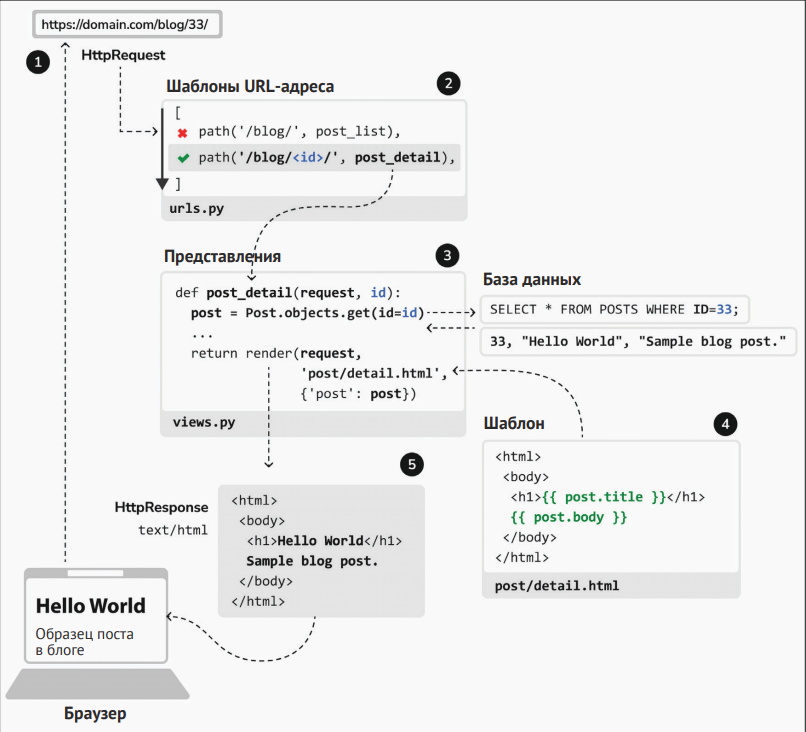 https://domain.com/blog/33/
1
HttpRequest
Шаблоны URL-адреса
2
[
path('/blog/', post_list),
path('/blog/<id>/', post_detail),
]
urls.py
Представления
3
def post_detail(request, id):
post = Post.objects.get(id=id)
...
return render(request,
'post/detail.html',
{'post': post})
views.py
База данных
SELECT * FROM POSTS WHERE ID=33;
33, "Hello World", "Sample blog post."
Шаблон
4
<html>
<body>
<h1>{{ post.title }}</h1>
{{ post.body }}
</body>
</html>
post/detail.html
5
HttpResponse
text/html
<html>
<body>
<h1>Hello World</h1>
Sample blog post.
</body>
</html>
Hello World
Образец поста
в блоге
Браузер